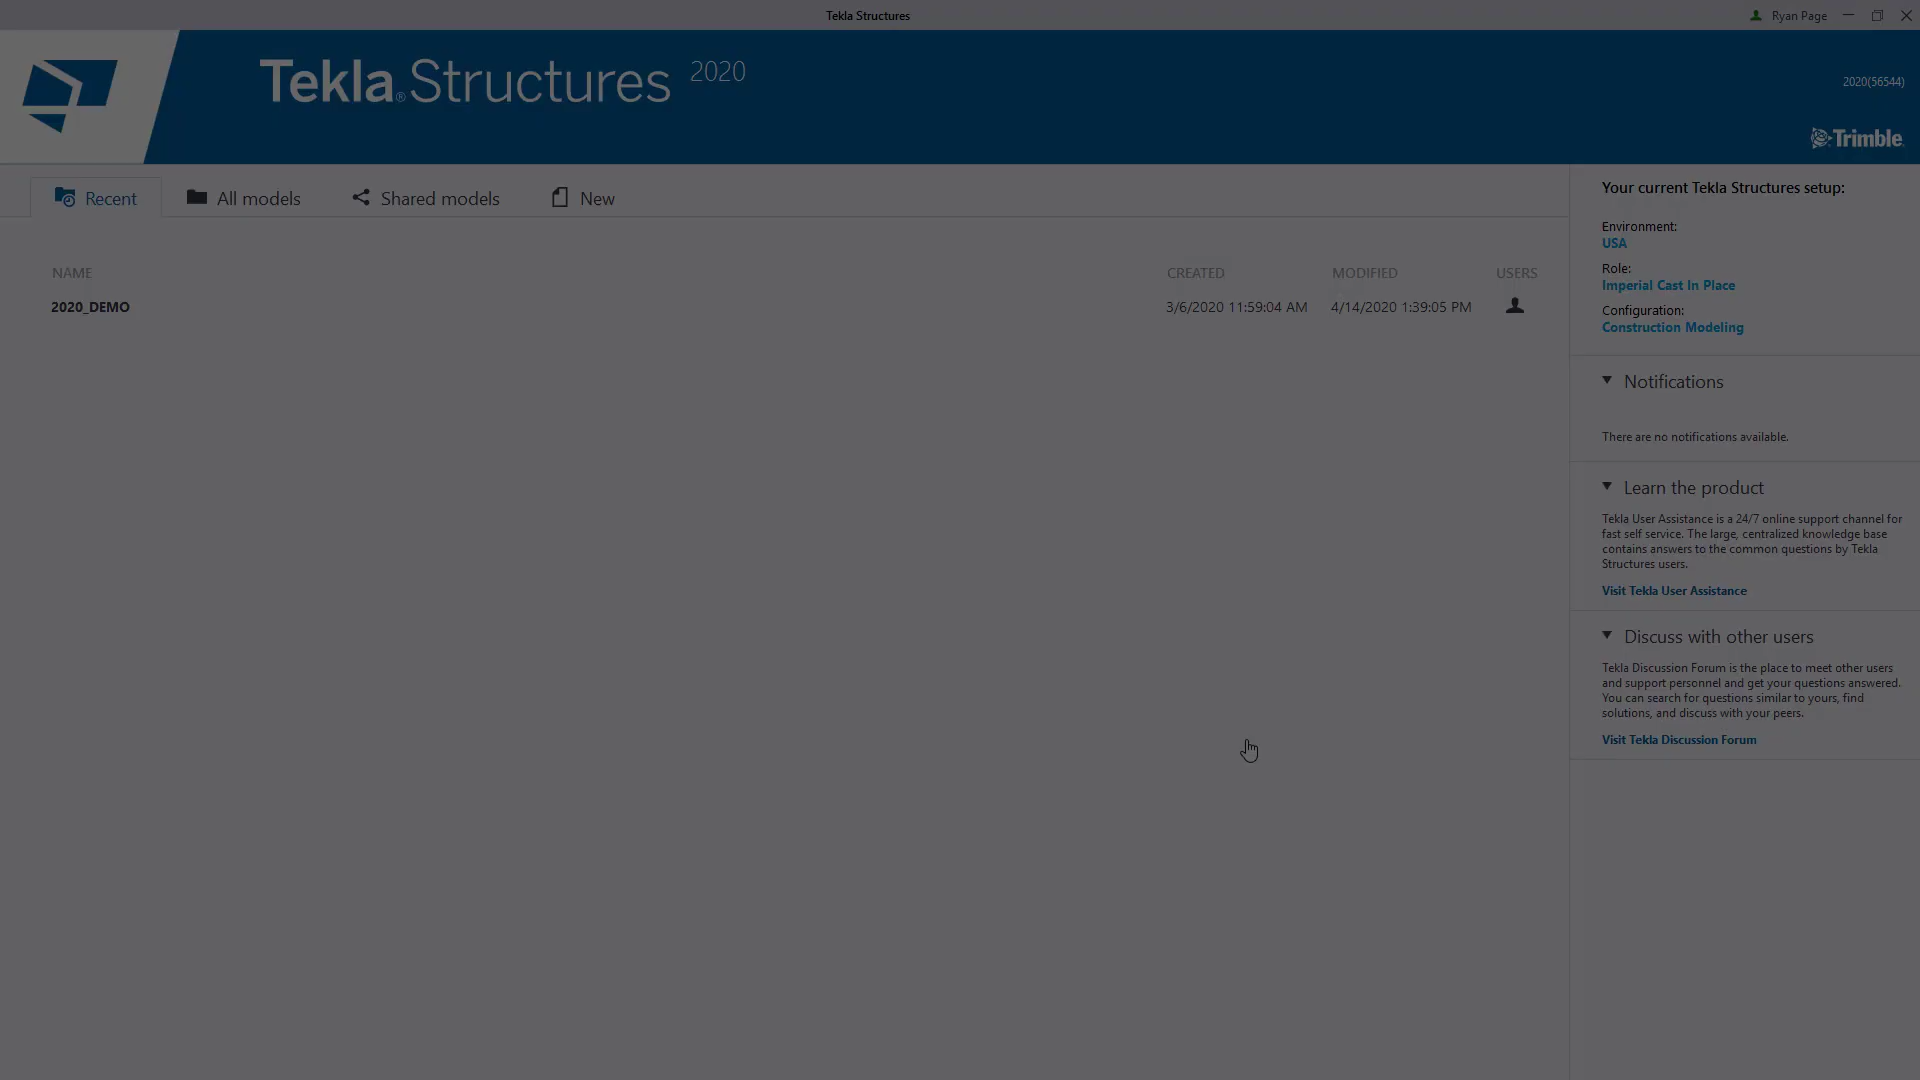 Tekla Structures
Ryan Page
Tekla® Structures 2020
2020(56544)
Trimble
Recent
All models
Shared models
New
NAME
CREATED
MODIFIED
USERS
2020_DEMO
3/6/2020 11:59:04 AM
4/14/2020 1:39:05 PM
Your current Tekla Structures setup:
Environment:
USA
Role:
Imperial Cast In Place
Configuration:
Construction Modeling
Notifications
There are no notifications available.
Learn the product
Tekla User Assistance is a 24/7 online support channel for
fast self service. The large, centralized knowledge base
contains answers to the common questions by Tekla
Structures users.
Visit Tekla User Assistance
Discuss with other users
Tekla Discussion Forum is the place to meet other users
and support personnel and get your questions answered.
You can search for questions similar to yours, find
solutions, and discuss with your peers.
Visit Tekla Discussion Forum